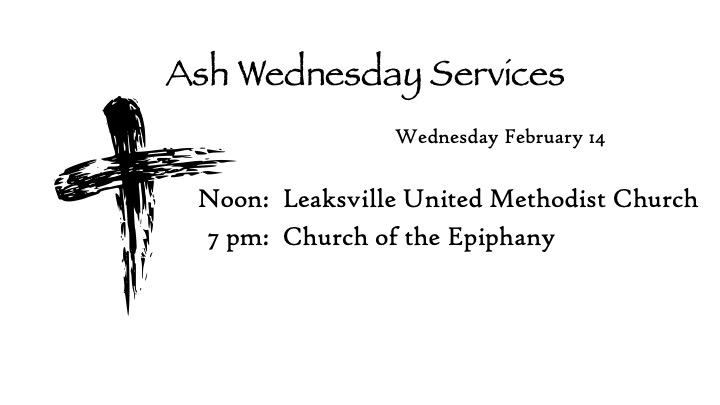 Ash Wednesday Services
Wednesday February 14
Noon: Leaksville United Methodist Church
7 pm: Church of the Epiphany